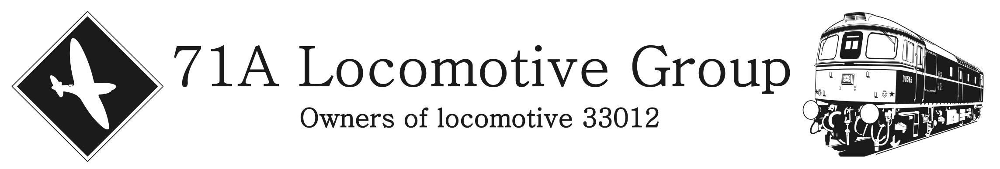 71A Locomotive Group
Owners of locomotive 33012
D6515